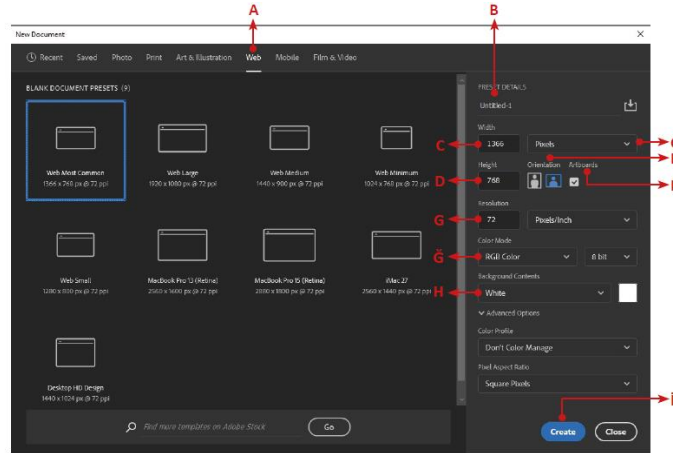 A
B
New Document
Recent Saved Photo Print Art & Illustration Web Mobile Film & Video
BLANK DOCUMENT PRESETS (9)
Web Most Common
1366 x 768 px @ 72 ppi
Web Large
1920 x 1080 px @ 72 ppi
Web Medium
1440 x 900 px @ 72 ppi
Web Minimum
1024 x 768 px @ 72 ppi
Web Small
1280 x 800 px @ 72 ppi
MacBook Pro 13 (Retina)
2560 x 1600 px @ 72 ppi
MacBook Pro 15 (Retina)
2880 x 1800 px @ 72 ppi
iMac 27
2560 x 1440 px @ 72 ppi
Desktop HD Design
1440 x 1024 px @ 72 ppi
Find more templates on Adobe Stock
Go
PRESET DETAILS
Untitled-1
Width
C 1366 Pixels
Height Orientation Artboards
D 768
Resolution
G 72 Pixels/Inch
Color Mode
Ğ RGB Color 8 bit
Background Contents
H White
Advanced Options
Color Profile
Don't Color Manage
Pixel Aspect Ratio
Square Pixels
Create Close